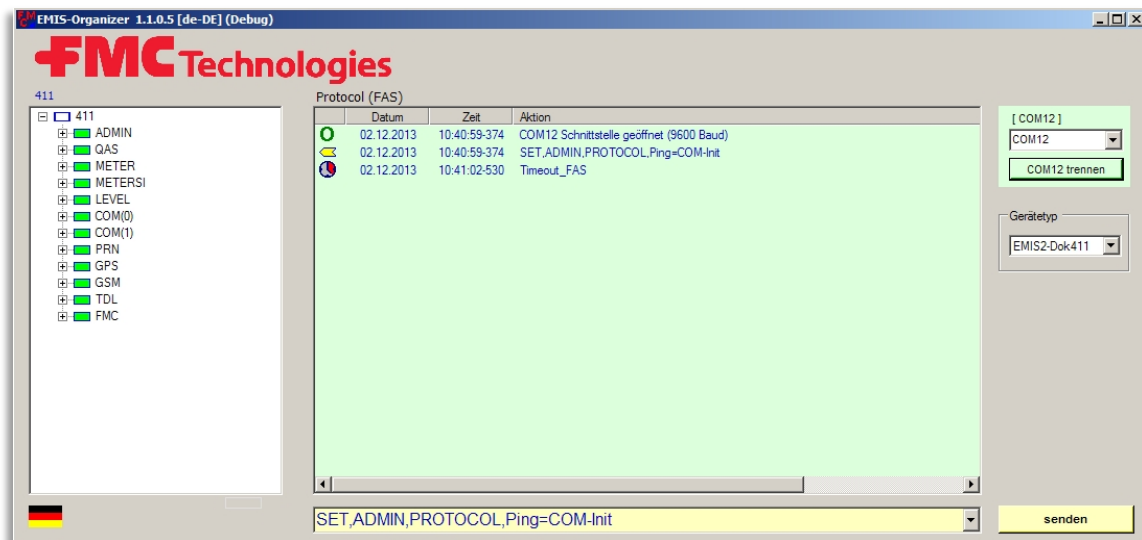 EMIS-Organizer 1.1.0.5 [de-DE] (Debug)
FMC Technologies
411
411
ADMIN
QAS
METER
METERSI
LEVEL
COM(0)
COM(1)
PRN
GPS
GSM
TDL
FMC
Protocol (FAS)
Datum Zeit Aktion
02.12.2013 10:40:59-374 COM12 Schnittstelle geöffnet (9600 Baud)
02.12.2013 10:40:59-374 SET,ADMIN,PROTOCOL,Ping=COM-Init
02.12.2013 10:41:02-530 Timeout_FAS
[ COM12 ]
COM12
COM12 trennen
Gerätetyp
EMIS2-Dok411
SET,ADMIN,PROTOCOL,Ping=COM-Init
senden